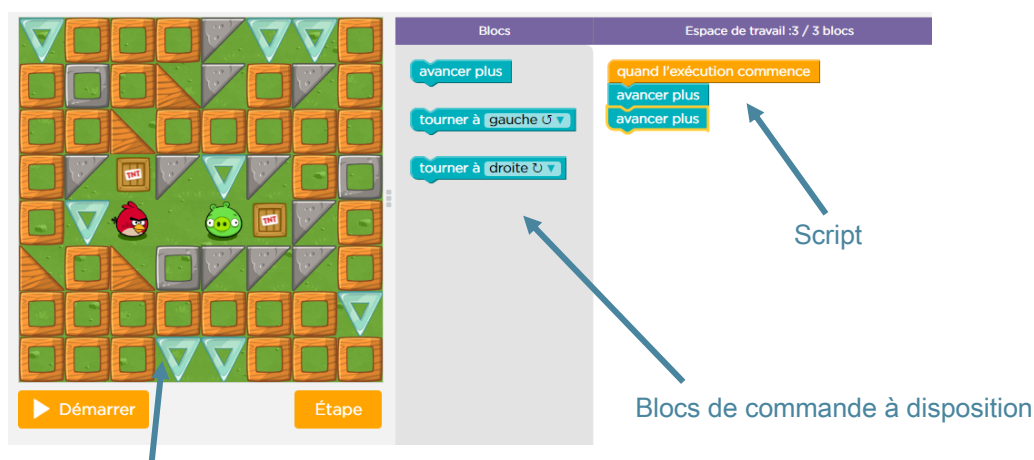 Blocs
Espace de travail :3 / 3 blocs
avancer plus
tourner à gauche ↺ ▼
tourner à droite ↻ ▼
quand l'exécution commence
avancer plus
avancer plus
TNT
TNT
Script
Démarrer
Étape
Blocs de commande à disposition